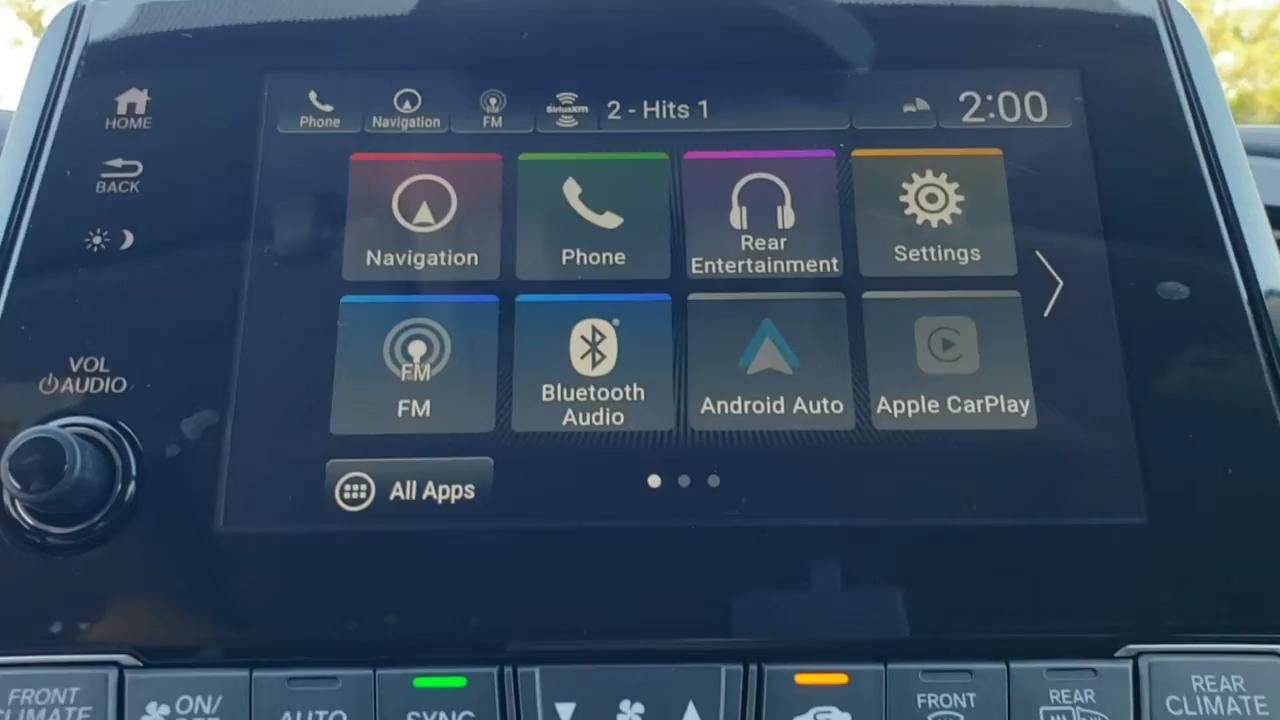 HOME
BACK
VOL
AUDIO
Phone
Navigation
FM
SiriusXM
2 - Hits 1
2:00
Navigation
Phone
Rear
Entertainment
Settings
FM
FM
Bluetooth
Audio
Android Auto
Apple CarPlay
All Apps
FRONT
CLIMATE
ON/
OFF
AUTO
SYNC
FRONT
REAR
REAR
CLIMATE